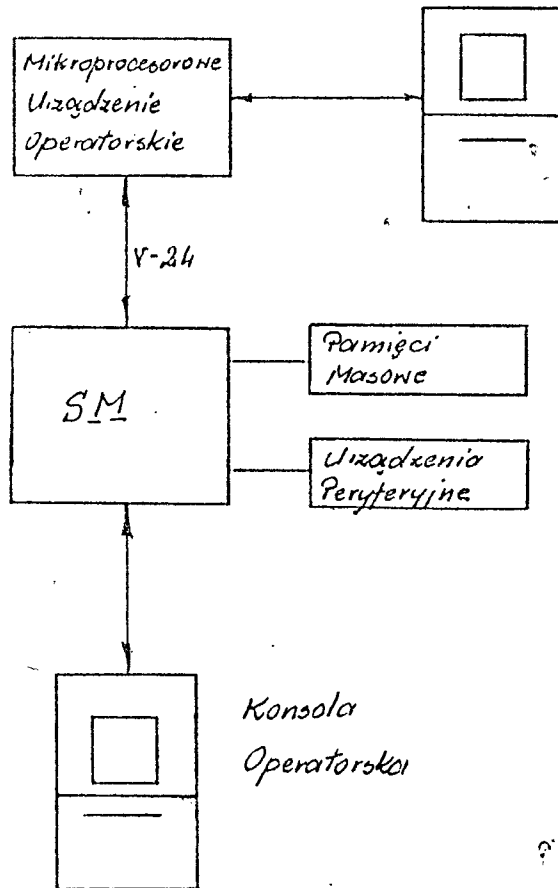 Mikroprocesorowe
Urządzenie
Operatorskie
V-24
SM
Pamięci
Masowe
Urządzenia
Peryferyjne
Konsola
Operatorska